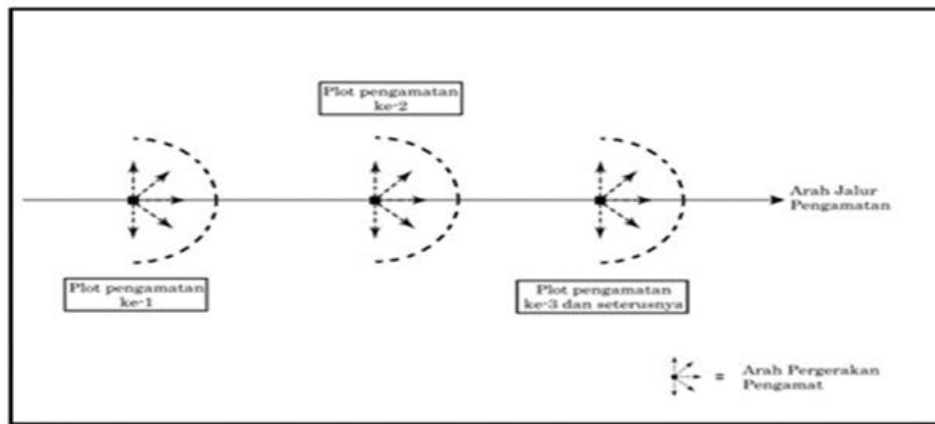 Plot pengamatan
ke-2
Arah Jalur
Pengamatan
Plot pengamatan
ke-1
Plot pengamatan
ke-3 dan seterusnya
= Arah Pergerakan
Pengamat